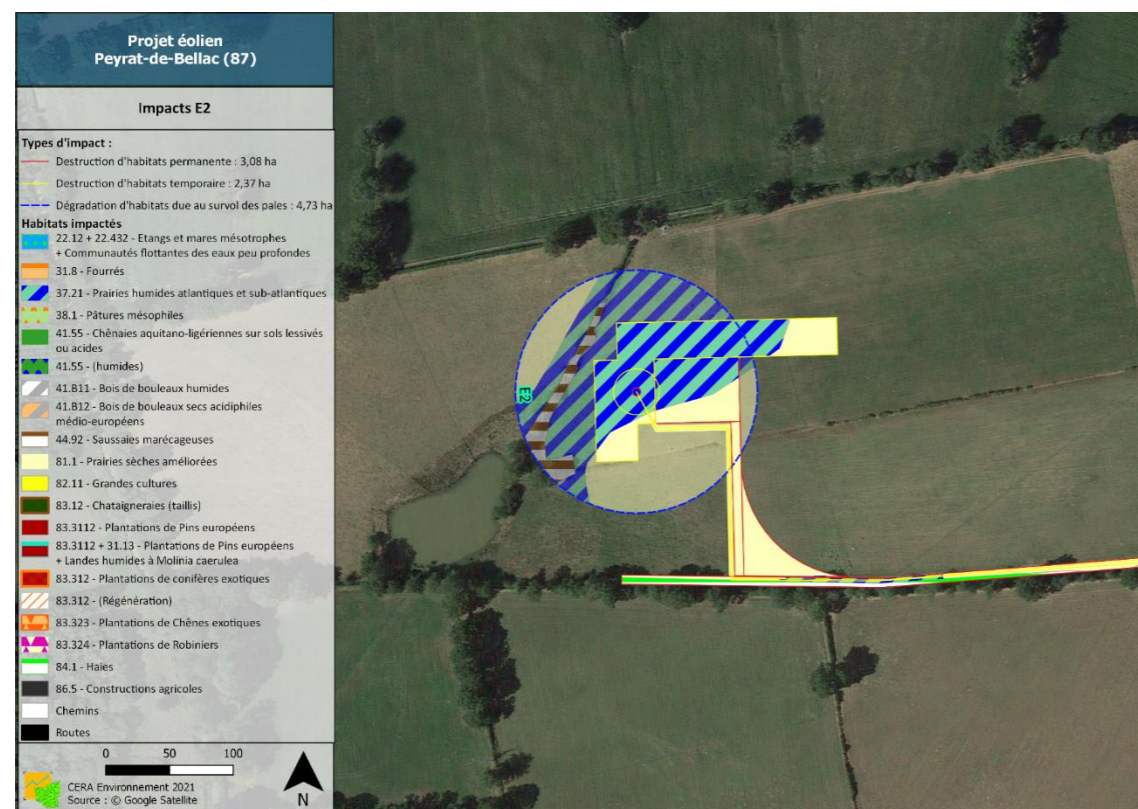 Projet éolien
Peyrat-de-Bellac (87)
Impacts E2
Types d'impact :
Destruction d'habitats permanente : 3,08 ha
Destruction d'habitats temporaire : 2,37 ha
Dégradation d'habitats due au survol des pales : 4,73 ha
Habitats impactés
22.12 + 22.432 - Etangs et mares mésotrophes
+ Communautés flottantes des eaux peu profondes
31.8 - Fourrés
37.21 - Prairies humides atlantiques et sub-atlantiques
38.1 - Pâtures mésophiles
41.55 - Chênaies aquitano-ligériennes sur sols lessivés
ou acides
41.55 - (humides)
41.B11 - Bois de bouleaux humides
41.B12 - Bois de bouleaux secs acidiphiles
médio-européens
44.92 - Saussaies marécageuses
81.1 - Prairies sèches améliorées
82.11 - Grandes cultures
83.12 - Chataigneraies (taillis)
83.3112 - Plantations de Pins européens
83.3112 + 31.13 - Plantations de Pins européens
+ Landes humides à Molinia caerulea
83.312 - Plantations de conifères exotiques
83.312 - (Régénération)
83.323 - Plantations de Chênes exotiques
83.324 - Plantations de Robiniers
84.1 - Haies
86.5 - Constructions agricoles
Chemins
Routes
0 50 100
CERA Environnement 2021
Source : © Google Satellite
N
E2